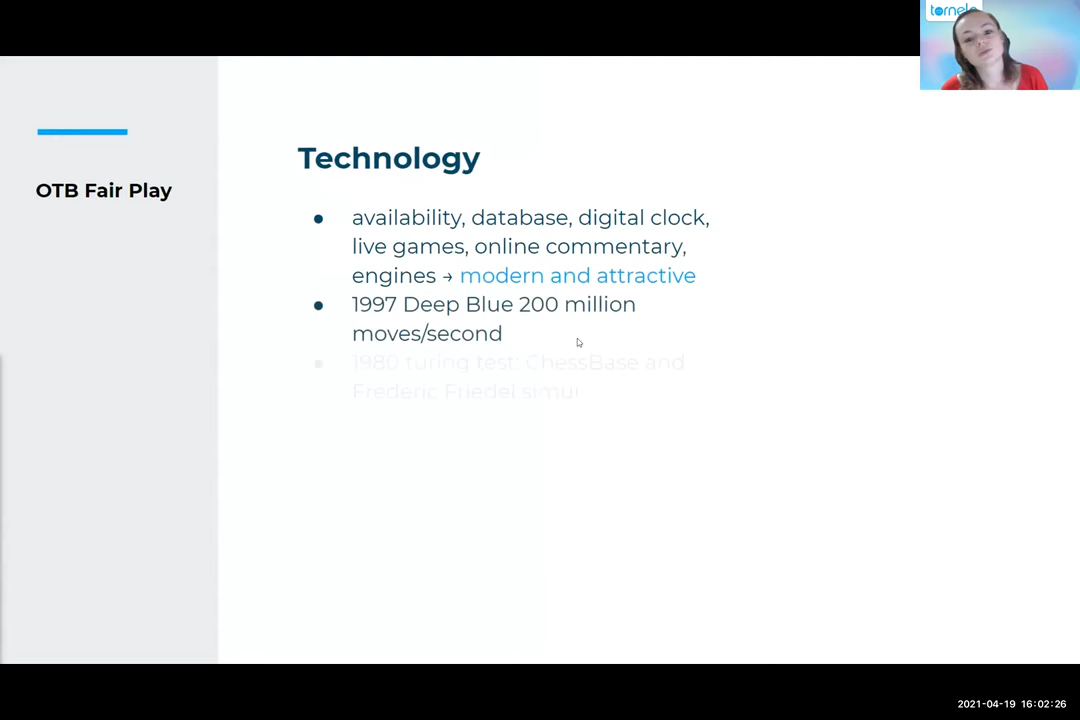 tornelo
OTB Fair Play
Technology
● availability, database, digital clock,
live games, online commentary,
engines → modern and attractive
● 1997 Deep Blue 200 million
moves/second
● 1980 turing test: ChessBase and
Frederic Friedel simul
2021-04-19 16:02:26